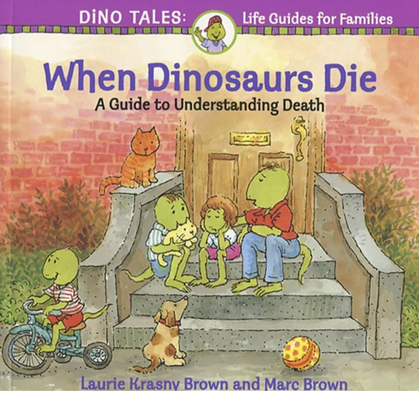 DiNO TALES: Life Guides for Families
When Dinosaurs Die
A Guide to Understanding Death
Laurie Krasny Brown and Marc Brown